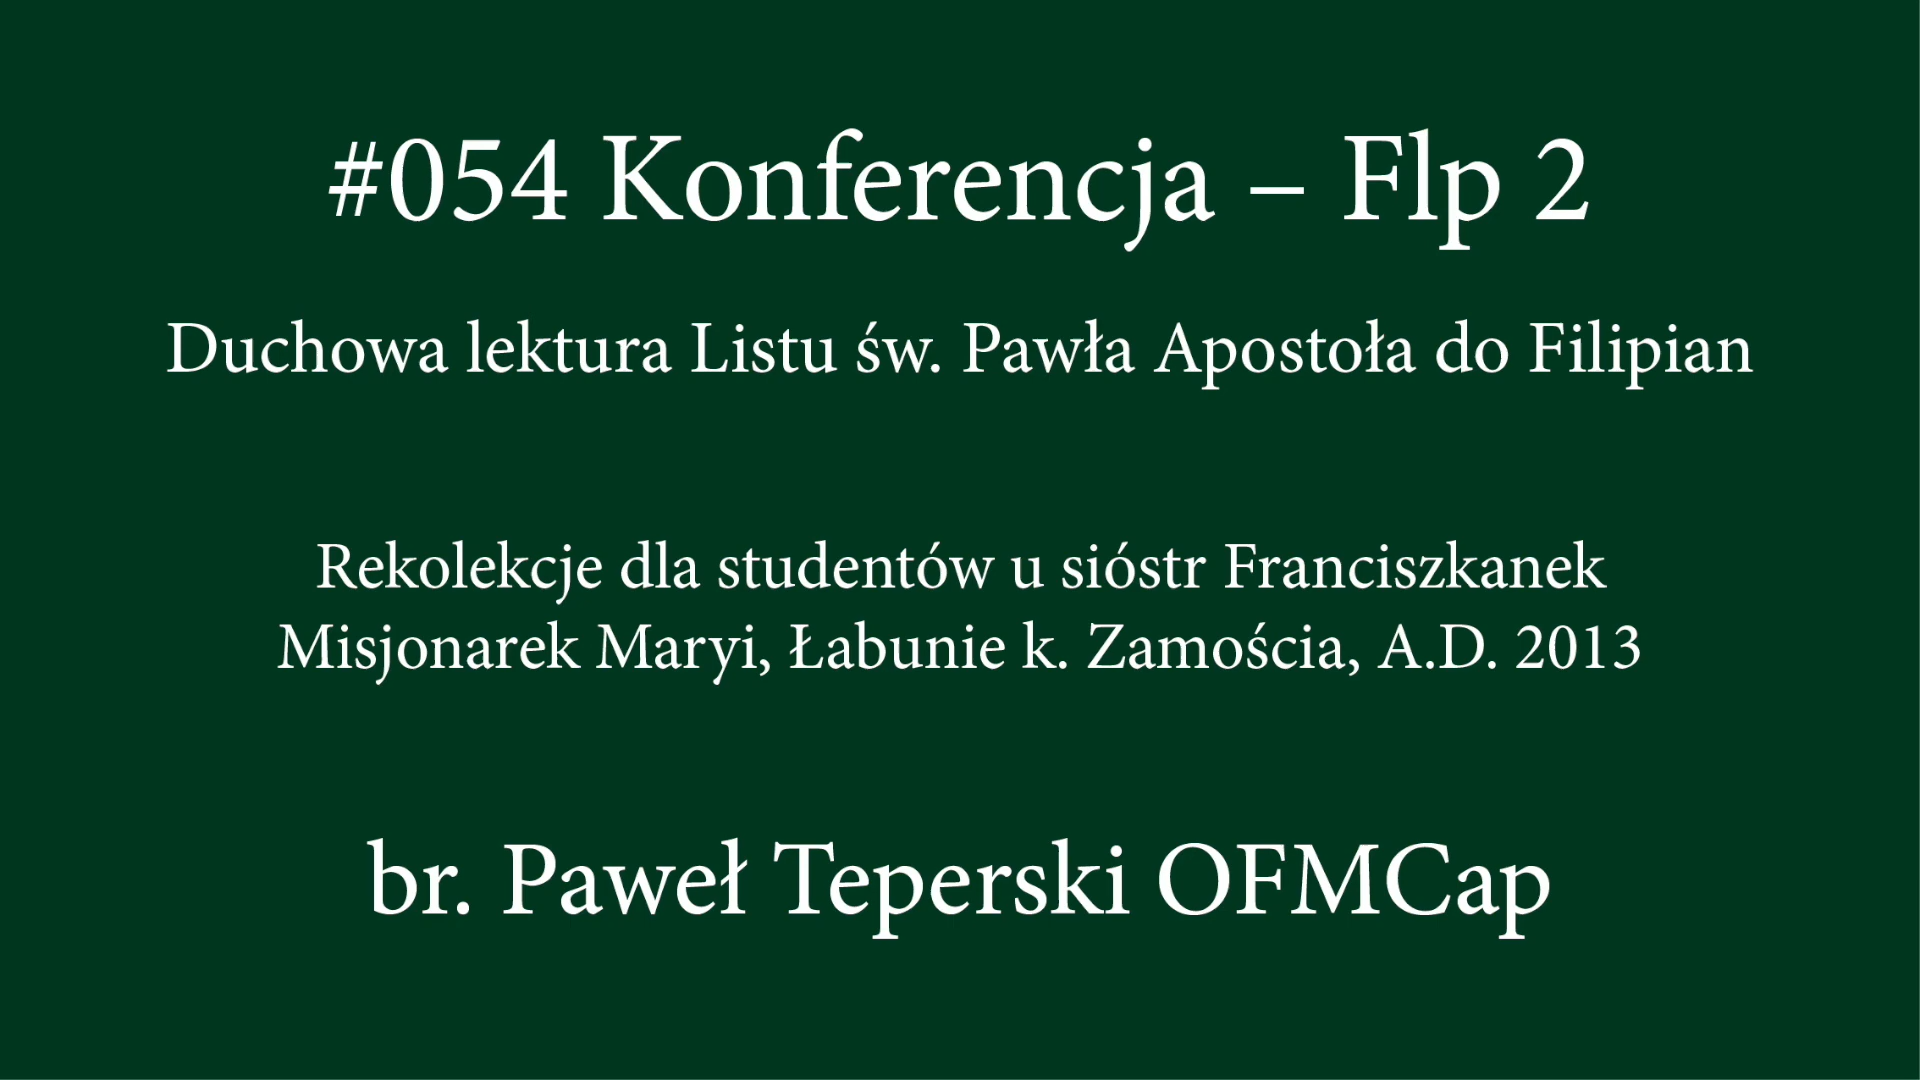 #054 Konferencja – Flp 2
Duchowa lektura Listu św. Pawła Apostoła do Filipian
Rekolekcje dla studentów u sióstr Franciszkanek
Misjonarek Maryi, Łabunie k. Zamościa, A.D. 2013
br. Paweł Teperski OFMCap